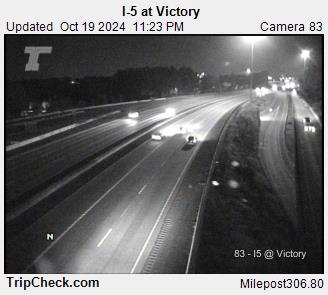 I-5 at Victory
Updated Oct 19 2024 11:23 PM Camera 83
T
N
83 - I5 @ Victory
TripCheck.com Milepost306.80